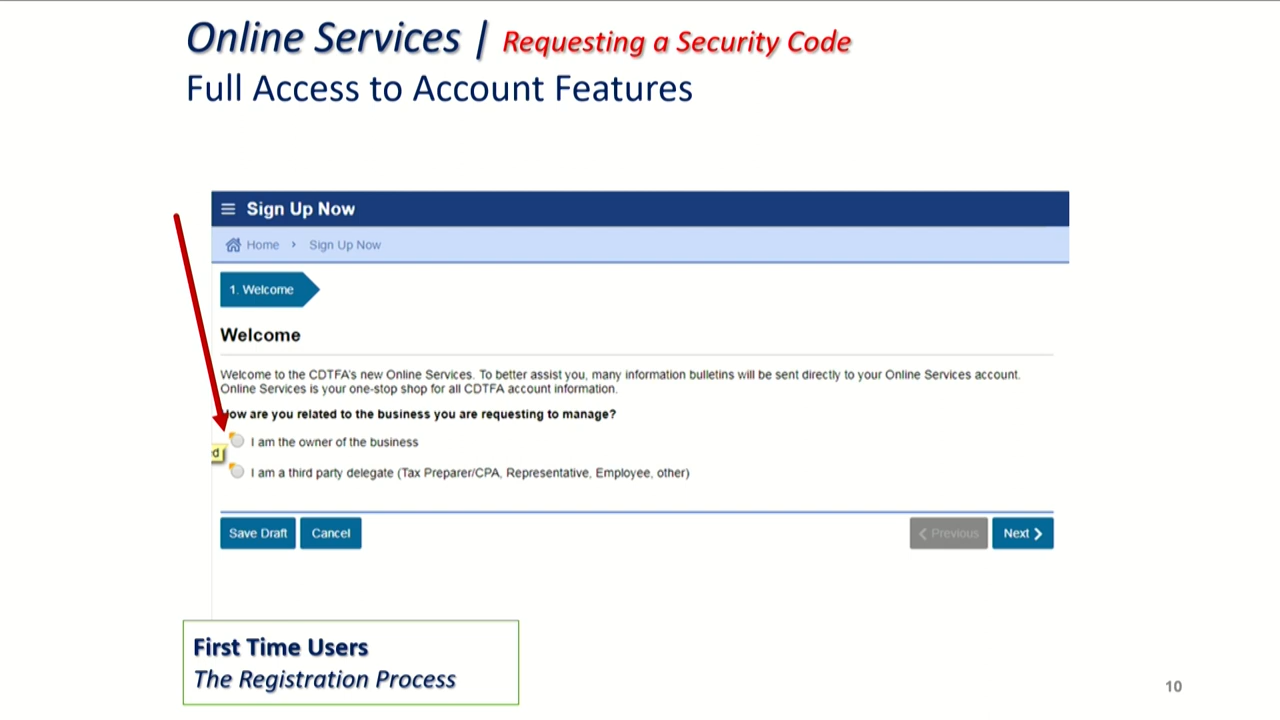 Online Services | Requesting a Security Code
Full Access to Account Features
Sign Up Now
Home > Sign Up Now
1. Welcome
Welcome
Welcome to the CDTFA's new Online Services. To better assist you, many information bulletins will be sent directly to your Online Services account.
Online Services is your one-stop shop for all CDTFA account information.
How are you related to the business you are requesting to manage?
I am the owner of the business
I am a third party delegate (Tax Preparer/CPA, Representative, Employee, other)
Save Draft Cancel < Previous Next >
First Time Users
The Registration Process
10